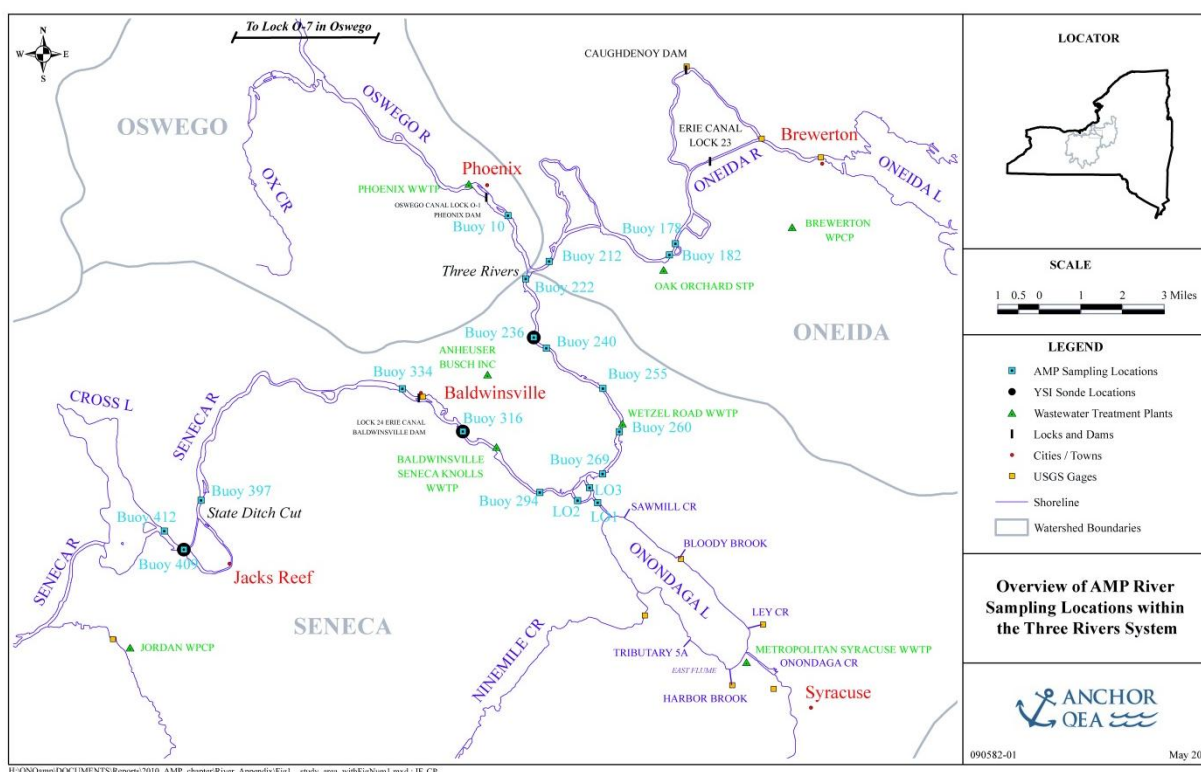 To Lock O-7 in Oswego
N
W
E
S
OSWEGO
OSWEGO R
OX CR
CAUGHDENOY DAM
ERIE CANAL
LOCK 23
Brewerton
ONEIDA R
ONEIDA L
Phoenix
PHOENIX WWTP
OSWEGO CANAL LOCK O-1
PHEONIX DAM
Buoy 10
Buoy 178
Buoy 212
Buoy 182
BREWERTON
WPCP
Three Rivers
Buoy 222
OAK ORCHARD STP
ONEIDA
Buoy 236
Buoy 240
ANHEUSER
BUSCH INC
Buoy 334
Buoy 255
Baldwinsville
CROSS L
SENECA R
Buoy 316
WETZEL ROAD WWTP
Buoy 260
LOCK 24 ERIE CANAL
BALDWINSVILLE DAM
BALDWINSVILLE
SENECA KNOLLS
WWTP
Buoy 269
Buoy 294
LO3
LO2
LO1
SAWMILL CR
Buoy 397
State Ditch Cut
Buoy 412
Buoy 409
Jacks Reef
SENECA R
BLOODY BROOK
ONONDAGA L
SENECA
LEY CR
NINEMILE CR
TRIBUTARY 5A
METROPOLITAN SYRACUSE WWTP
ONONDAGA CR
EAST FLUME
HARBOR BROOK
Syracuse
JORDAN WPCP
LOCATOR
SCALE
1 0.5 0 1 2 3 Miles
LEGEND
AMP Sampling Locations
YSI Sonde Locations
Wastewater Treatment Plants
Locks and Dams
Cities / Towns
USGS Gages
Shoreline
Watershed Boundaries
Overview of AMP River
Sampling Locations within
the Three Rivers System
ANCHOR
QEA
090582-01
May 20